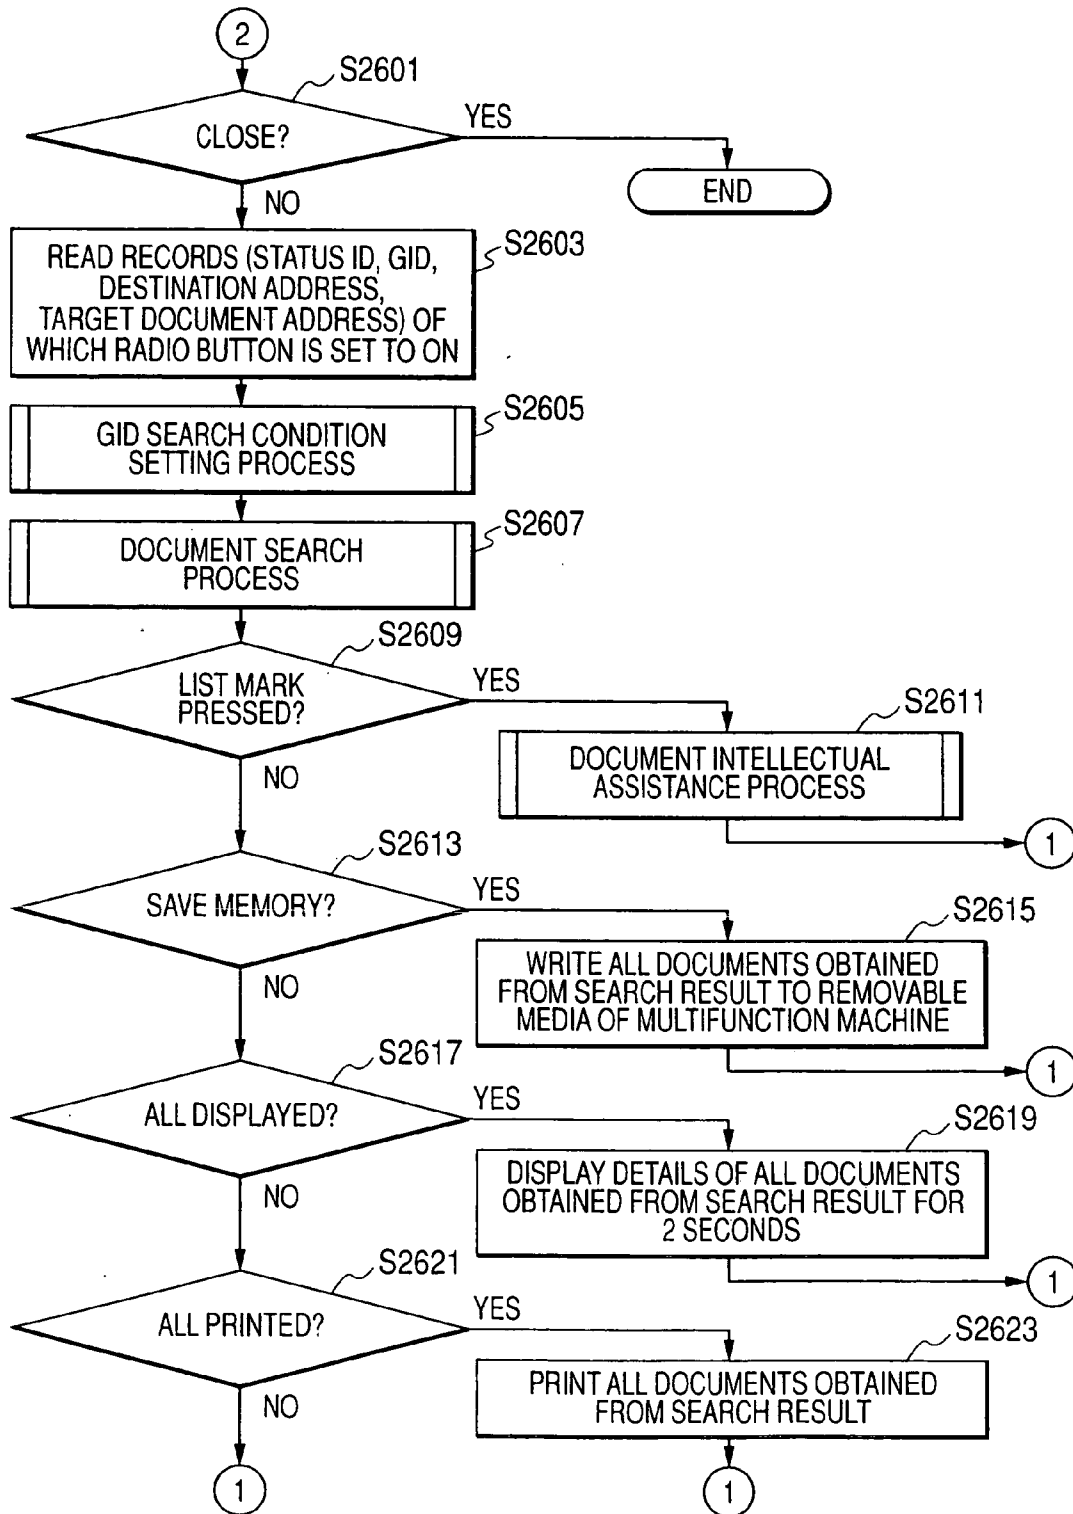 2
S2601
CLOSE?
YES
END
NO
S2603
READ RECORDS (STATUS ID, GID,
DESTINATION ADDRESS,
TARGET DOCUMENT ADDRESS) OF
WHICH RADIO BUTTON IS SET TO ON
S2605
GID SEARCH CONDITION
SETTING PROCESS
S2607
DOCUMENT SEARCH
PROCESS
S2609
LIST MARK
PRESSED?
YES
S2611
DOCUMENT INTELLECTUAL
ASSISTANCE PROCESS
1
NO
S2613
SAVE MEMORY?
YES
S2615
WRITE ALL DOCUMENTS OBTAINED
FROM SEARCH RESULT TO REMOVABLE
MEDIA OF MULTIFUNCTION MACHINE
1
NO
S2617
ALL DISPLAYED?
YES
S2619
DISPLAY DETAILS OF ALL DOCUMENTS
OBTAINED FROM SEARCH RESULT FOR
2 SECONDS
1
NO
S2621
ALL PRINTED?
YES
S2623
PRINT ALL DOCUMENTS OBTAINED
FROM SEARCH RESULT
NO
1
1